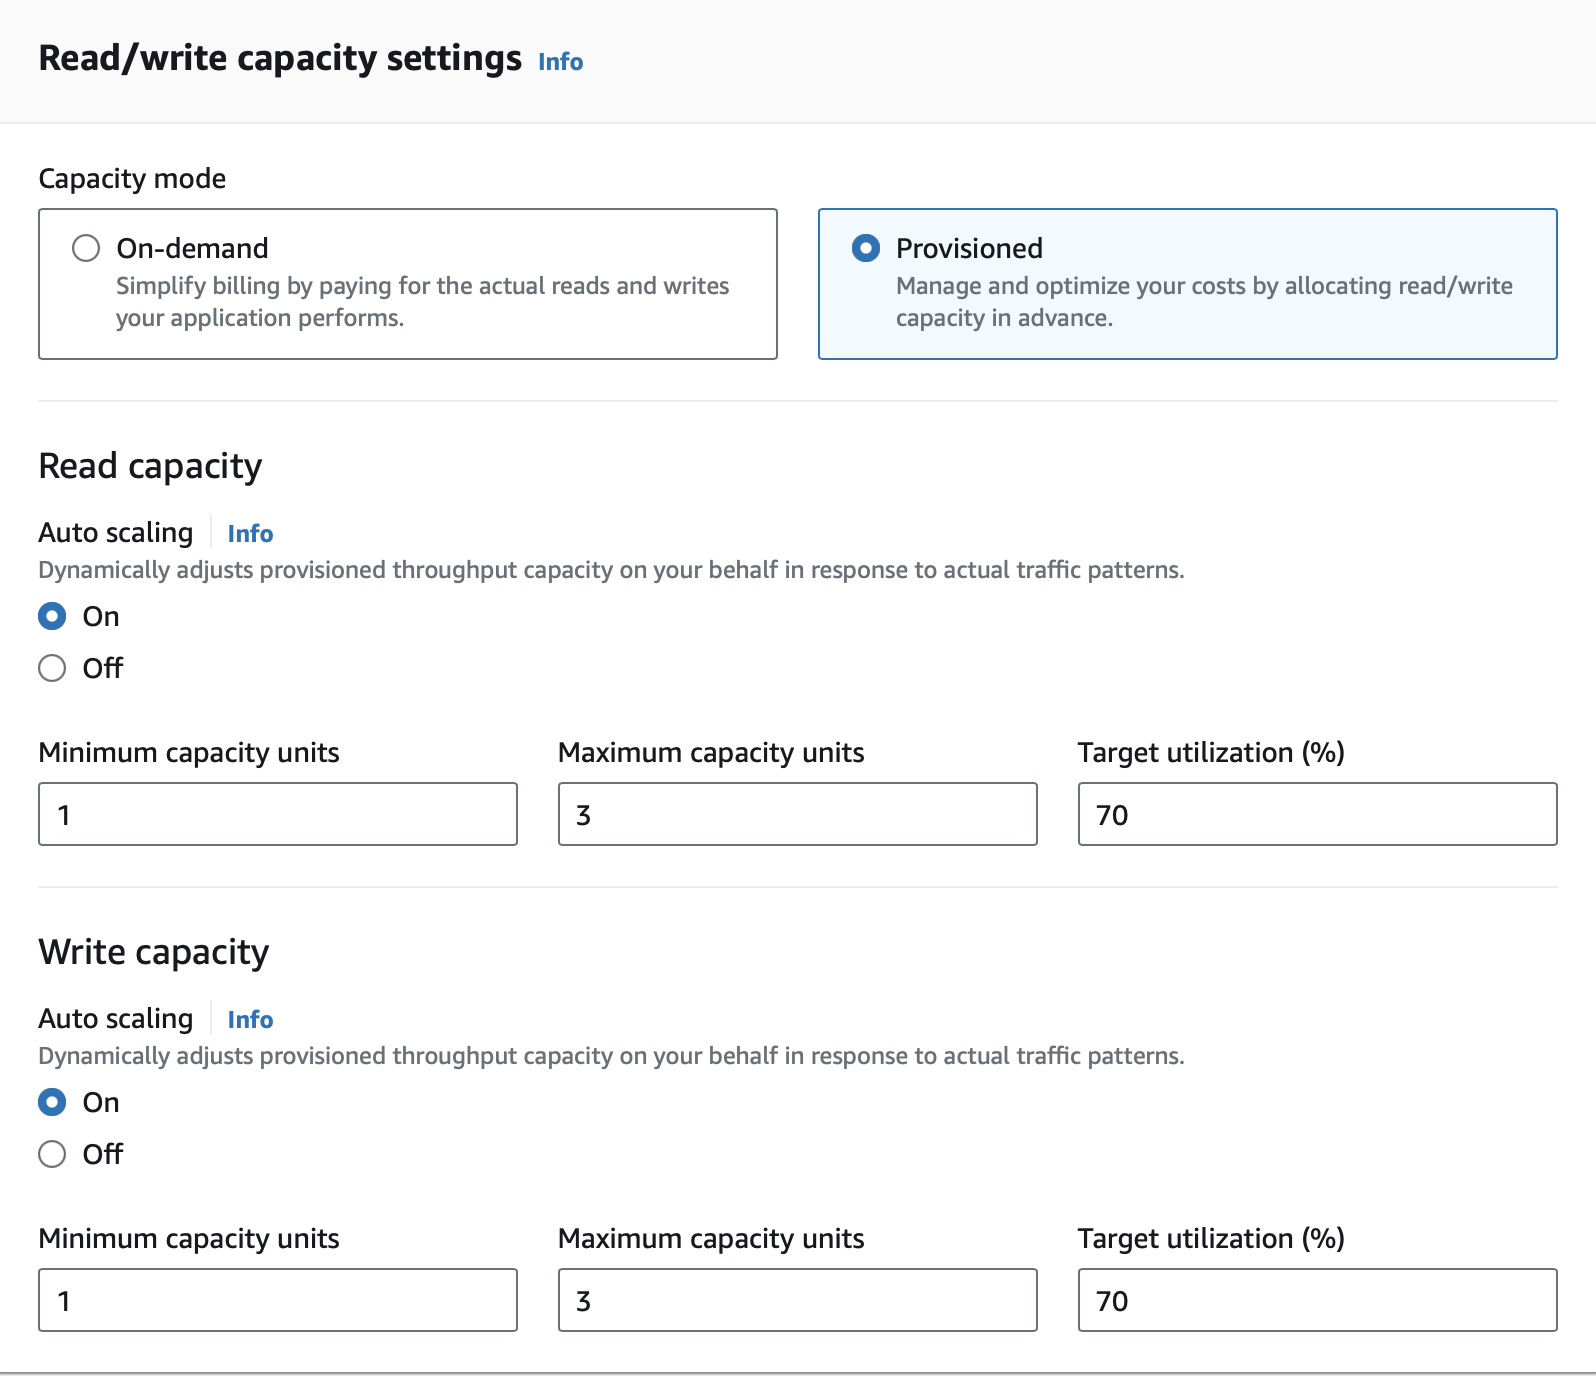 Read/write capacity settings Info
Capacity mode
On-demand
Simplify billing by paying for the actual reads and writes
your application performs.
Provisioned
Manage and optimize your costs by allocating read/write
capacity in advance.
Read capacity
Auto scaling Info
Dynamically adjusts provisioned throughput capacity on your behalf in response to actual traffic patterns.
On
Off
Minimum capacity units
1
Maximum capacity units
3
Target utilization (%)
70
Write capacity
Auto scaling Info
Dynamically adjusts provisioned throughput capacity on your behalf in response to actual traffic patterns.
On
Off
Minimum capacity units
1
Maximum capacity units
3
Target utilization (%)
70